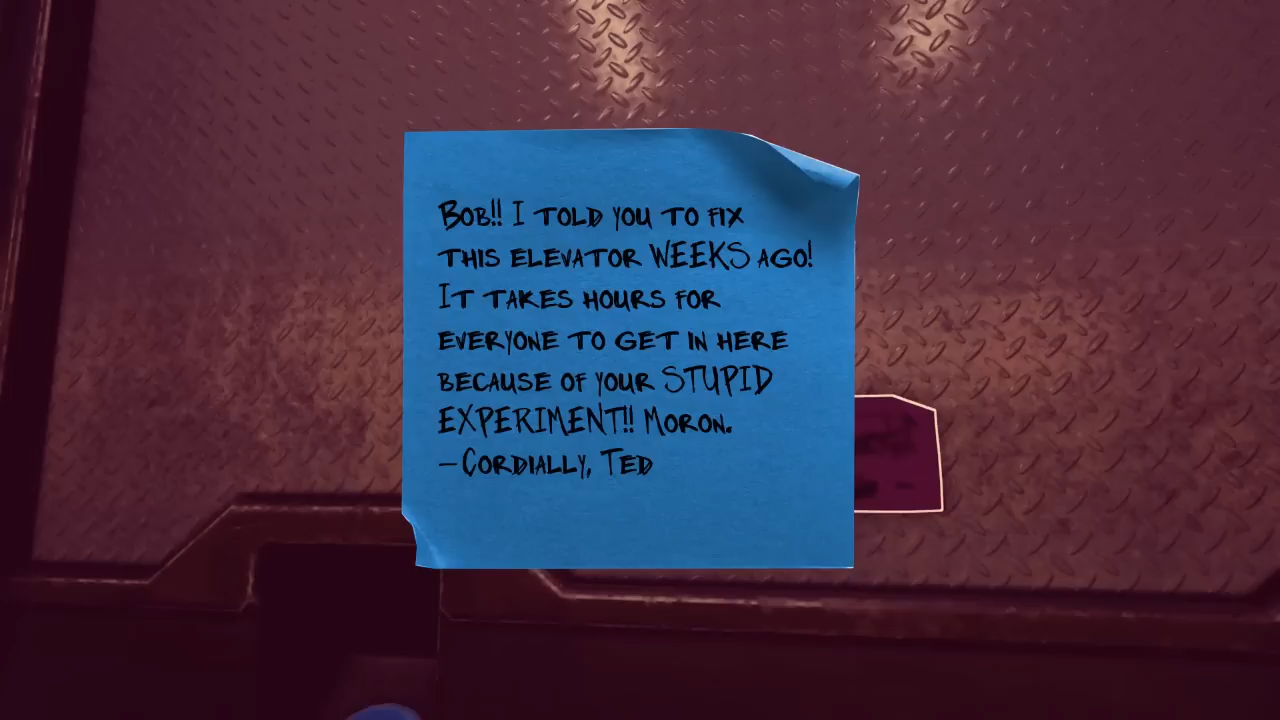 Bob!! I told you to fix
this elevator WEEKS ago!
It takes hours for
everyone to get in here
because of your STUPID
EXPERIMENT!! Moron.
–Cordially, Ted